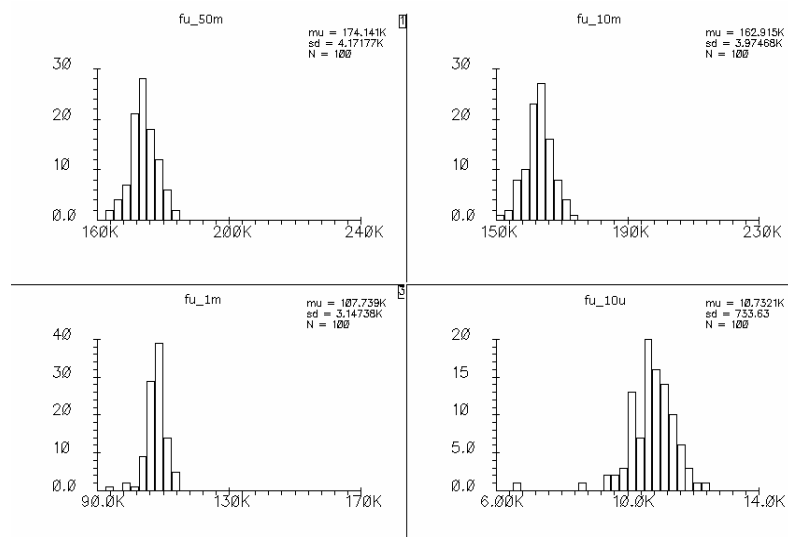 fu_50m
mu = 174.141K
sd = 4.17177K
N = 100
30
20
10
0.0
160K
200K
240K
1
fu_10m
mu = 162.915K
sd = 3.97468K
N = 100
30
20
10
0.0
150K
190K
230K
fu_1m
mu = 107.739K
sd = 3.14738K
N = 100
40
30
20
10
0.0
90.0K
130K
170K
3
fu_10u
mu = 10.7321K
sd = 733.63
N = 100
20
15
10
5.0
0.0
6.00K
10.0K
14.0K